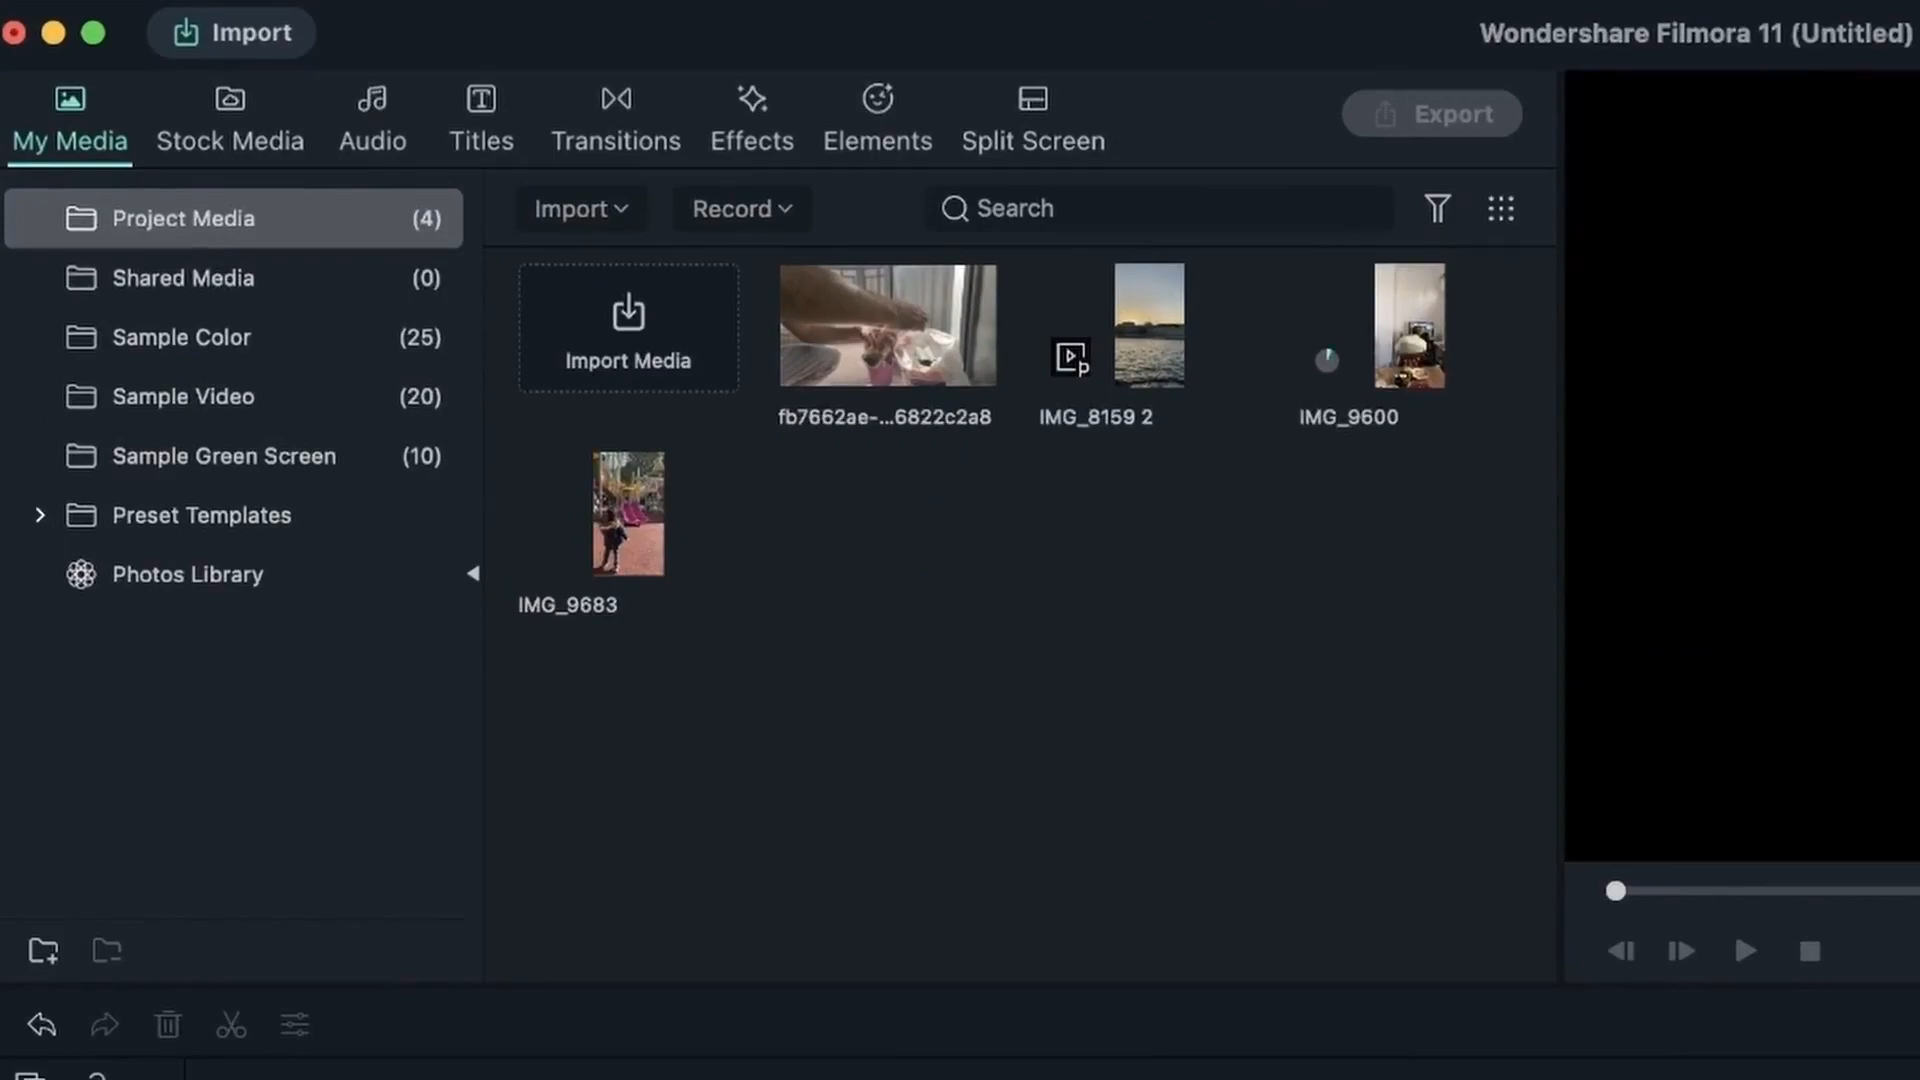 Import
Wondershare Filmora 11 (Untitled)
My Media
Stock Media
Audio
Titles
Transitions
Effects
Elements
Split Screen
Export
Project Media (4)
Shared Media (0)
Sample Color (25)
Sample Video (20)
Sample Green Screen (10)
Preset Templates
Photos Library
Import
Record
Search
Import Media
fb7662ae-...6822c2a8
IMG_8159 2
IMG_9600
IMG_9683